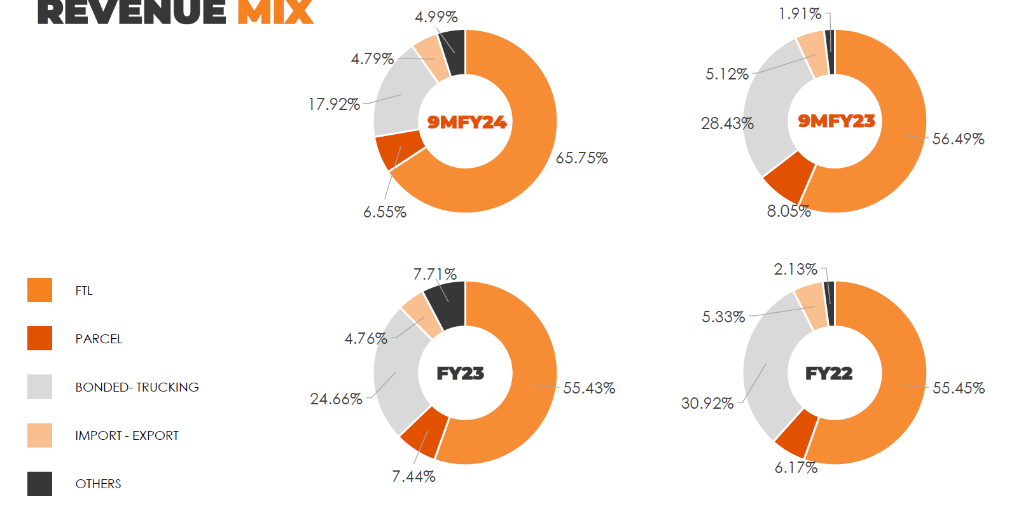 REVENUE MIX
4.99%
4.79%
17.92%
9MFY24
65.75%
6.55%
1.91%
5.12%
28.43%
9MFY23
56.49%
8.05%
FTL
PARCEL
BONDED- TRUCKING
IMPORT - EXPORT
OTHERS
7.71%
4.76%
24.66%
FY23
55.43%
7.44%
2.13%
5.33%
30.92%
FY22
55.45%
6.17%